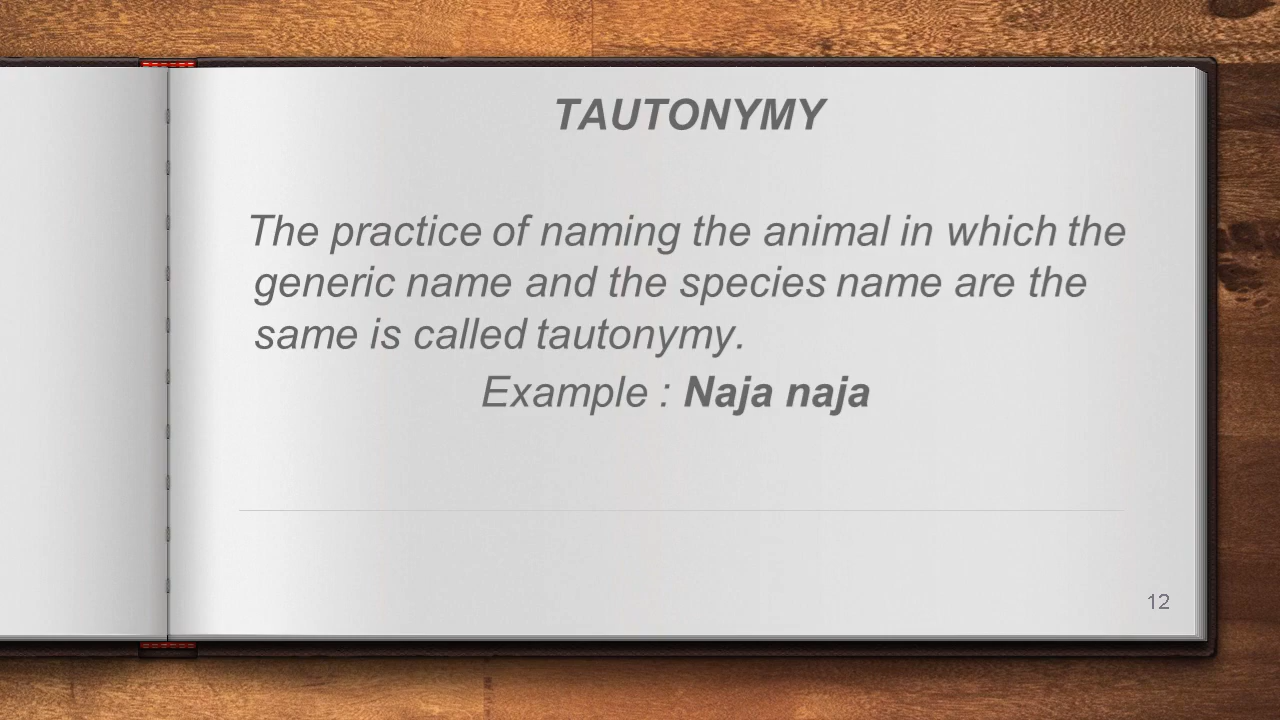 TAUTONYMY
The practice of naming the animal in which the
generic name and the species name are the
same is called tautonymy.
Example : Naja naja
12